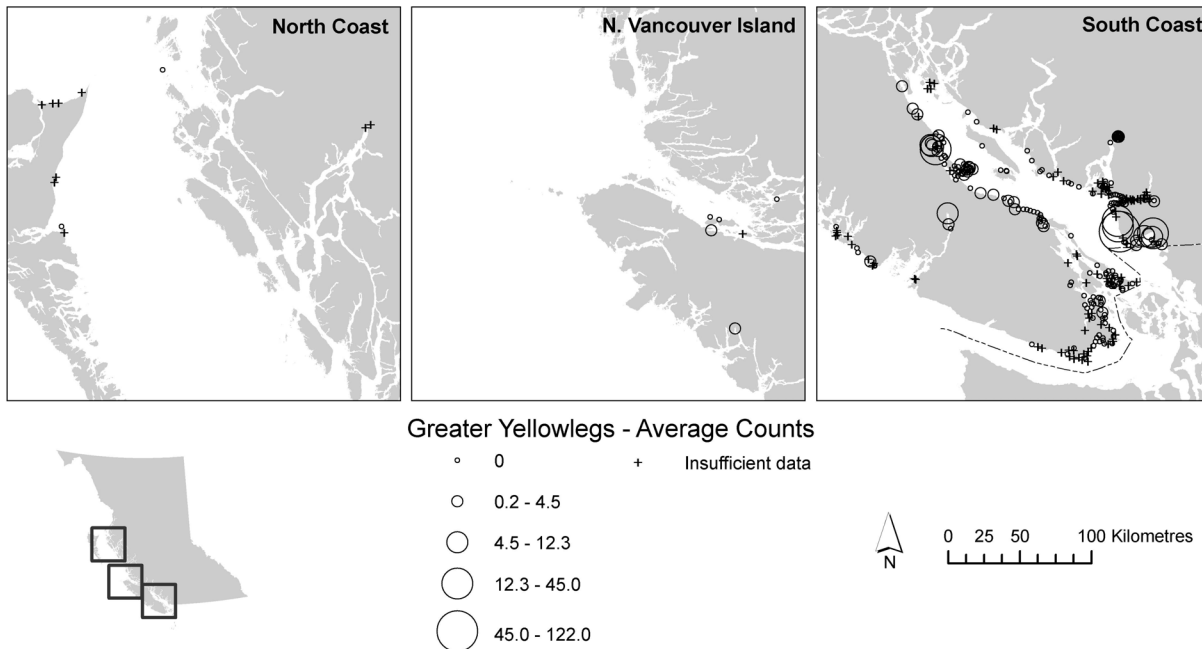 North Coast
N. Vancouver Island
South Coast
Greater Yellowlegs - Average Counts
0
Insufficient data
0.2 - 4.5
4.5 - 12.3
12.3 - 45.0
45.0 - 122.0
N
0 25 50 100 Kilometres